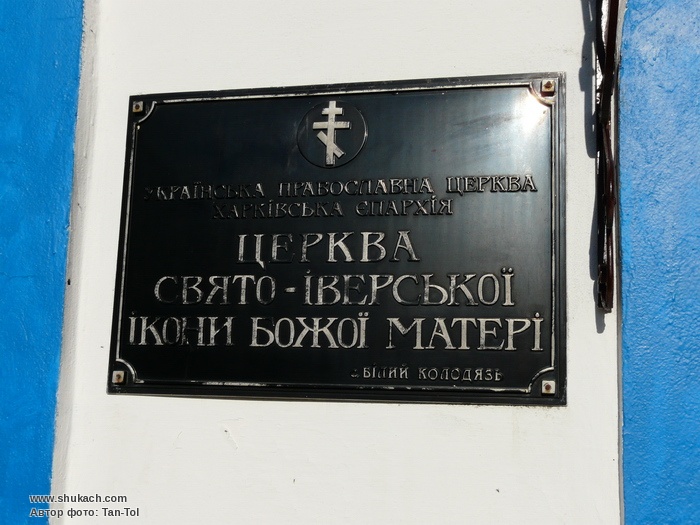 УКРАЇНСЬКА ПРАВОСЛАВНА ЦЕРКВА
ХАРКІВСЬКА ЄПАРХІЯ
ЦЕРКВА
СВЯТО-ІВЕРСЬКОЇ
ІКОНИ БОЖОЇ МАТЕРІ
с. БІЛИЙ КОЛОДЯЗЬ
www.shukach.com
Автор фото: Tan-Tol